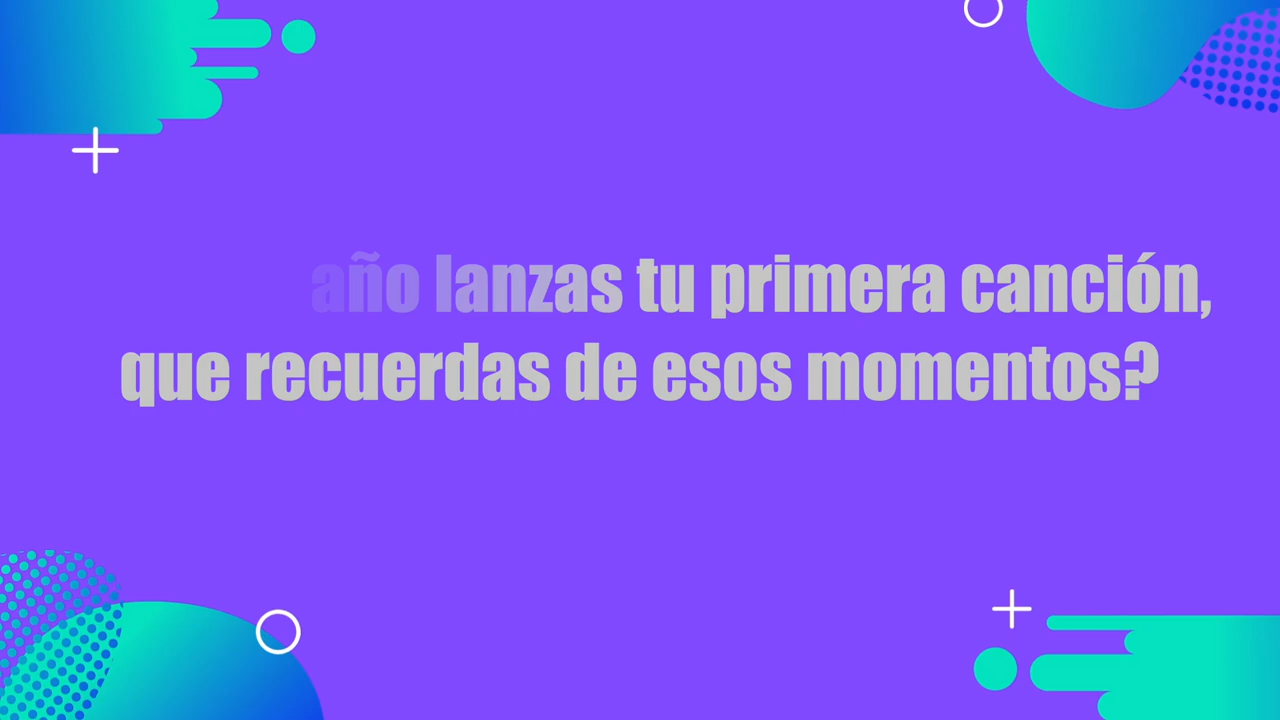 año lanzas tu primera canción,
que recuerdas de esos momentos?